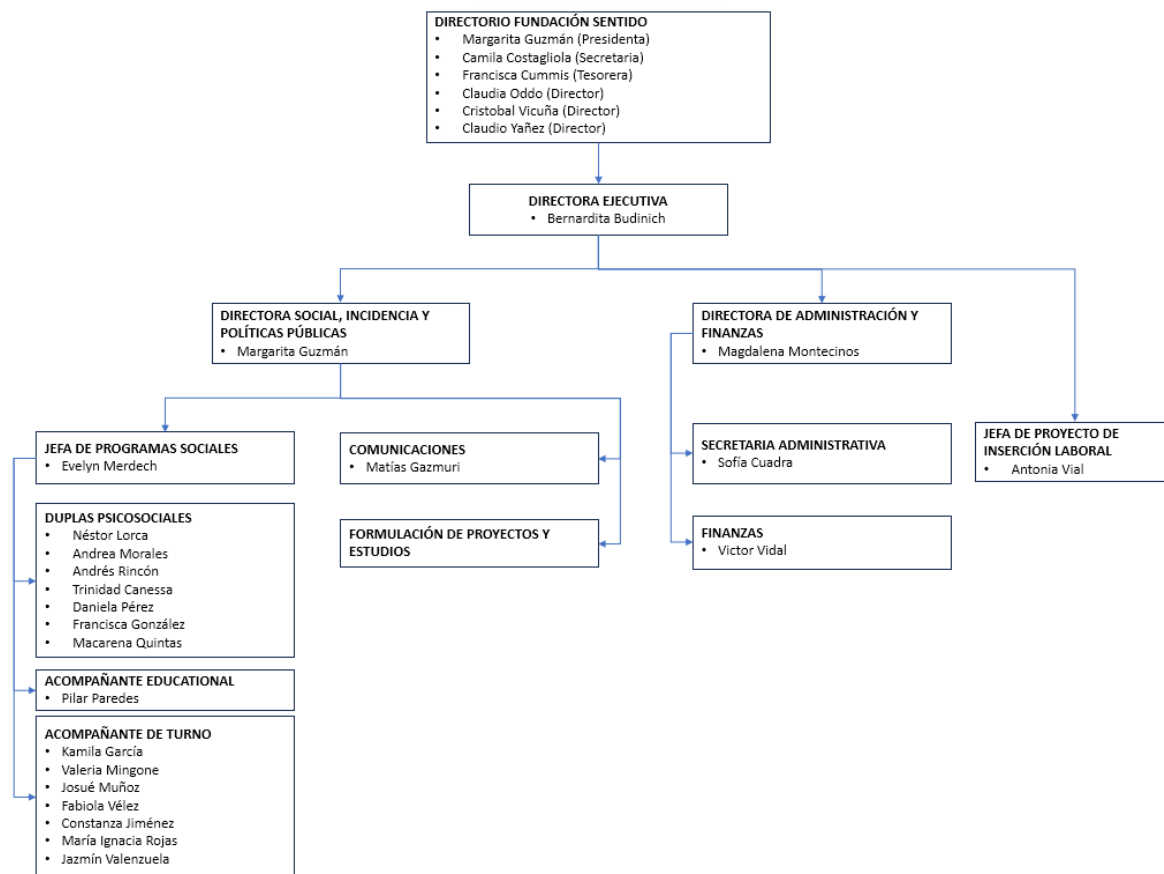 DIRECTORIO FUNDACIÓN SENTIDO
• Margarita Guzmán (Presidenta)
• Camila Costagliola (Secretaria)
• Francisca Cummis (Tesorera)
• Claudia Oddo (Director)
• Cristobal Vicuña (Director)
• Claudio Yañez (Director)
DIRECTORA EJECUTIVA
• Bernardita Budinich
DIRECTORA SOCIAL, INCIDENCIA Y
POLÍTICAS PÚBLICAS
• Margarita Guzmán
DIRECTORA DE ADMINISTRACIÓN Y
FINANZAS
• Magdalena Montecinos
JEFA DE PROGRAMAS SOCIALES
• Evelyn Merdech
COMUNICACIONES
• Matías Gazmuri
SECRETARIA ADMINISTRATIVA
• Sofía Cuadra
JEFA DE PROYECTO DE
INSERCIÓN LABORAL
• Antonia Vial
DUPLAS PSICOSOCIALES
• Néstor Lorca
• Andrea Morales
• Andrés Rincón
• Trinidad Canessa
• Daniela Pérez
• Francisca González
• Macarena Quintas
FORMULACIÓN DE PROYECTOS Y
ESTUDIOS
FINANZAS
• Victor Vidal
ACOMPAÑANTE EDUCATIONAL
• Pilar Paredes
ACOMPAÑANTE DE TURNO
• Kamila García
• Valeria Mingone
• Josué Muñoz
• Fabiola Vélez
• Constanza Jiménez
• María Ignacia Rojas
• Jazmín Valenzuela